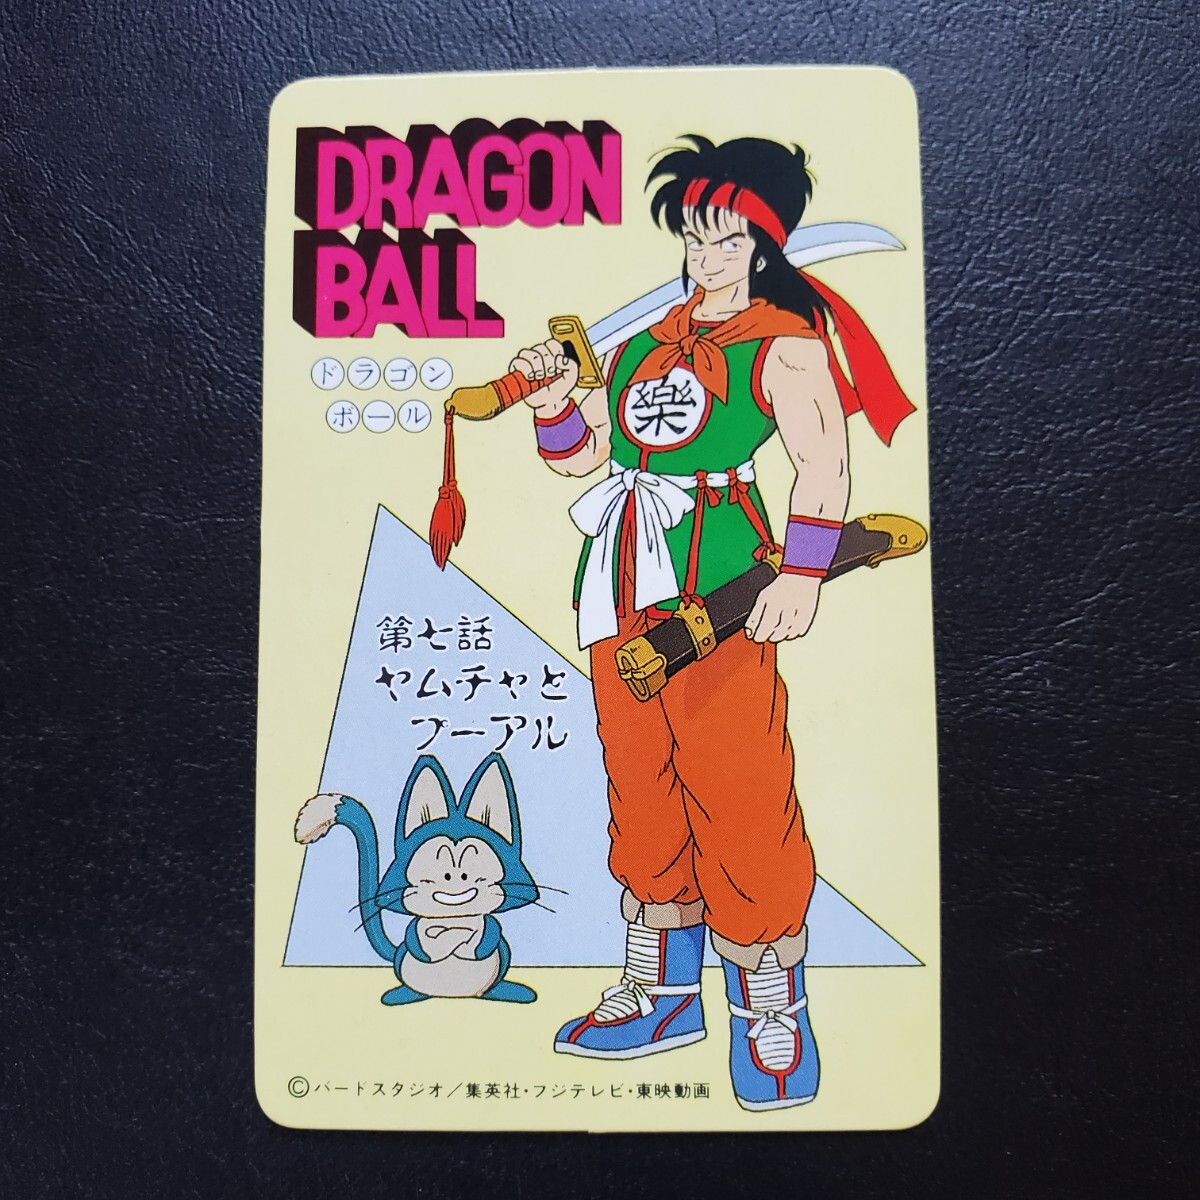 DRAGON
BALL
ドラゴン
ボール
樂
第七話
ヤムチャと
プーアル
©バードスタジオ/集英社・フジテレビ・東映動画